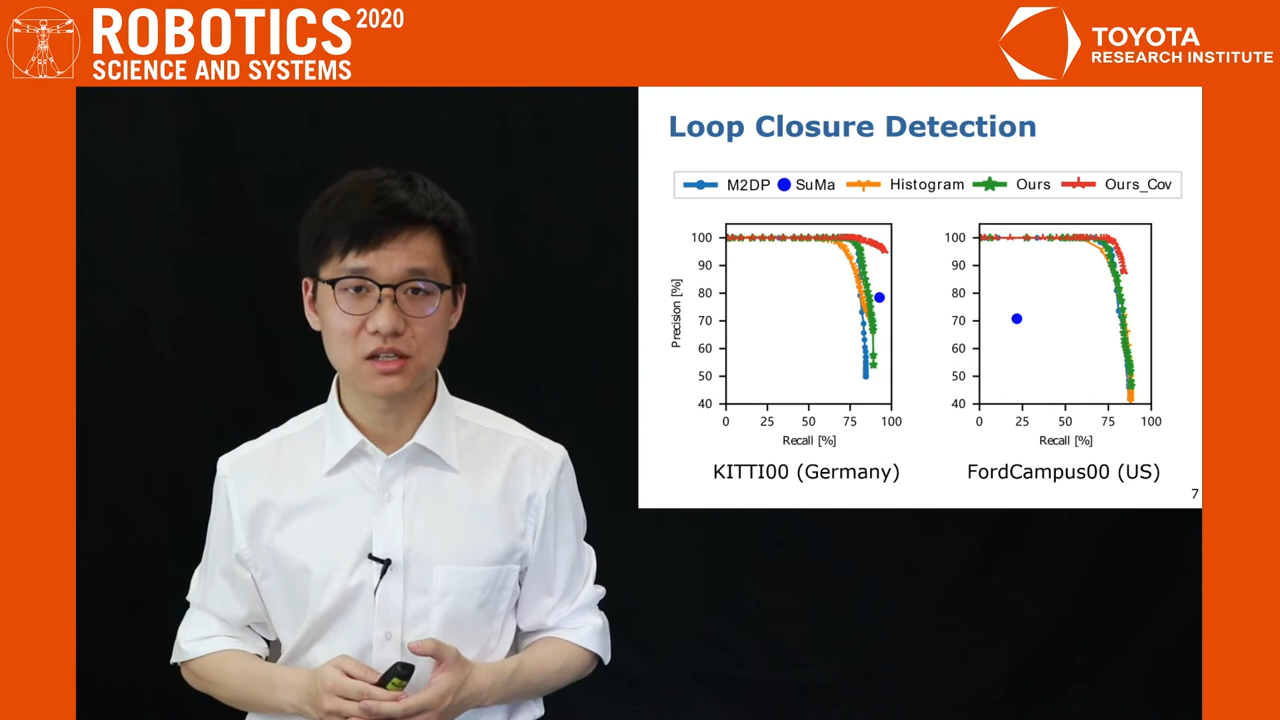 ROBOTICS 2020
SCIENCE AND SYSTEMS
TOYOTA
RESEARCH INSTITUTE
Loop Closure Detection
M2DP SuMa Histogram Ours Ours_Cov
Precision [%]
100
90
80
70
60
50
40
0 25 50 75 100
Recall [%]
KITTI00 (Germany)
100
90
80
70
60
50
40
0 25 50 75 100
Recall [%]
FordCampus00 (US)
7